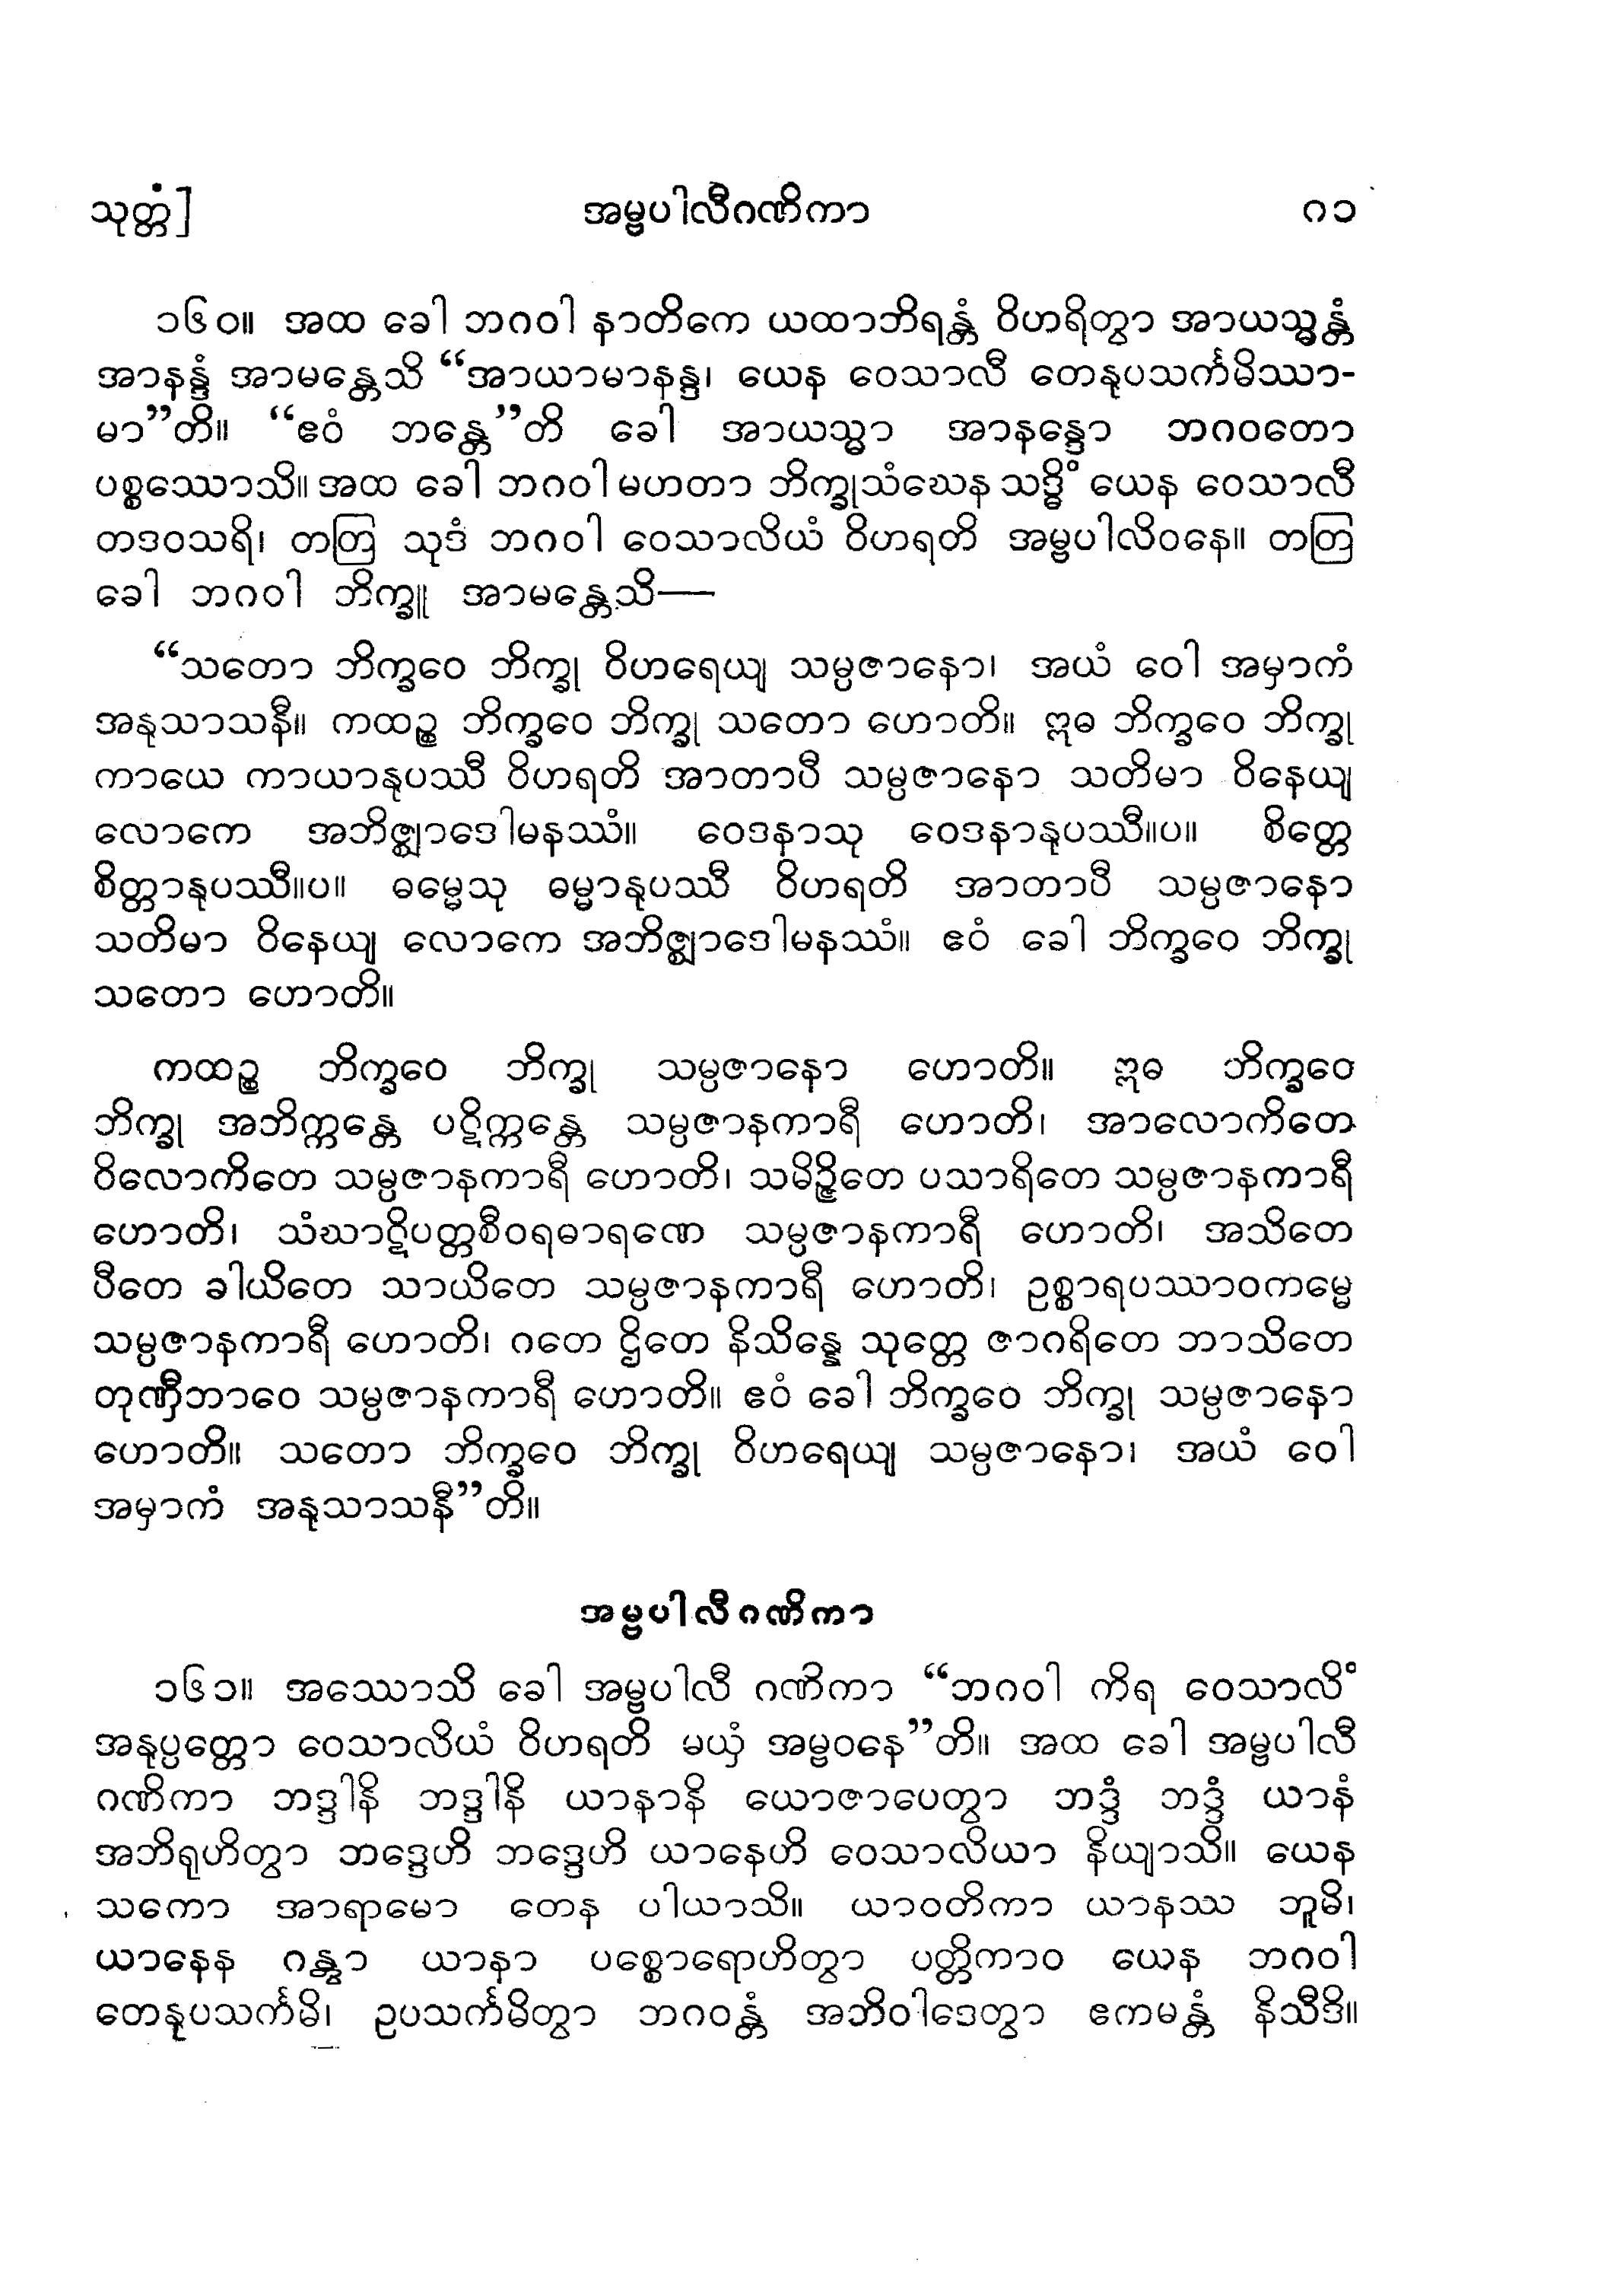 သုတ္တံ]
အမ္ဗပါလီဂဏိကာ
ဂ၁
၁၆၀။ အထ ခေါ ဘဂဝါ နာတိကေ ယထာဘိရန္တံ ဝိဟရိတွာ အာယသ္မန္တံ
အာနန္ဒံ အာမန္တေသိ “အာယာမာနန္ဒ၊ ယေန ဝေသာလီ တေနုပသင်္ကမိဿာ-
မာ”တိ။ “ဧဝံ ဘန္တေ”တိ ခေါ အာယသ္မာ အာနန္ဒော ဘဂဝတော
ပစ္စဿောသိ။ အထ ခေါ ဘဂဝါ မဟတာ ဘိက္ခုသံဃေန သဒ္ဓိံ ယေန ဝေသာလီ
တဒဝသရိ၊ တတြ သုဒံ ဘဂဝါ ဝေသာလိယံ ဝိဟရတိ အမ္ဗပါလိဝနေ။ တတြ
ခေါ ဘဂဝါ ဘိက္ခူ အာမန္တေသိ—
“သတော ဘိက္ခဝေ ဘိက္ခု ဝိဟရေယျ သမ္ပဇာနော၊ အယံ ဝေါ အမှာကံ
အနုသာသနီ။ ကထဉ္စ ဘိက္ခဝေ ဘိက္ခု သတော ဟောတိ။ ဣဓ ဘိက္ခဝေ ဘိက္ခု
ကာယေ ကာယာနုပဿီ ဝိဟရတိ အာတာပီ သမ္ပဇာနော သတိမာ ဝိနေယျ
လောကေ အဘိဇ္ဈာဒေါမနဿံ။ ဝေဒနာသု ဝေဒနာနုပဿီ။ပ။ စိတ္တေ
စိတ္တာနုပဿီ။ပ။ ဓမ္မေသု ဓမ္မာနုပဿီ ဝိဟရတိ အာတာပီ သမ္ပဇာနော
သတိမာ ဝိနေယျ လောကေ အဘိဇ္ဈာဒေါမနဿံ။ ဧဝံ ခေါ ဘိက္ခဝေ ဘိက္ခု
သတော ဟောတိ။
ကထဉ္စ ဘိက္ခဝေ ဘိက္ခု သမ္ပဇာနော ဟောတိ။ ဣဓ ဘိက္ခဝေ
ဘိက္ခု အဘိက္ကန္တေ ပဋိက္ကန္တေ သမ္ပဇာနကာရီ ဟောတိ၊ အာလောကိတေ
ဝိလောကိတေ သမ္ပဇာနကာရီ ဟောတိ၊ သမိဉ္ဇိတေ ပသာရိတေ သမ္ပဇာနကာရီ
ဟောတိ၊ သံဃာဋိပတ္တစီဝရဓာရဏေ သမ္ပဇာနကာရီ ဟောတိ၊ အသိတေ
ပီတေ ခါယိတေ သာယိတေ သမ္ပဇာနကာရီ ဟောတိ၊ ဥစ္စာရပဿာဝကမ္မေ
သမ္ပဇာနကာရီ ဟောတိ၊ ဂတေ ဌိတေ နိသိန္နေ သုတ္တေ ဇာဂရိတေ ဘာသိတေ
တုဏှီဘာဝေ သမ္ပဇာနကာရီ ဟောတိ။ ဧဝံ ခေါ ဘိက္ခဝေ ဘိက္ခု သမ္ပဇာနော
ဟောတိ။ သတော ဘိက္ခဝေ ဘိက္ခု ဝိဟရေယျ သမ္ပဇာနော၊ အယံ ဝေါ
အမှာကံ အနုသာသနီ”တိ။
အမ္ဗပါလီဂဏိကာ
၁၆၁။ အဿောသိ ခေါ အမ္ဗပါလီ ဂဏိကာ “ဘဂဝါ ကိရ ဝေသာလိံ
အနုပ္ပတ္တော ဝေသာလိယံ ဝိဟရတိ မယှံ အမ္ဗဝနေ”တိ။ အထ ခေါ အမ္ဗပါလီ
ဂဏိကာ ဘဒ္ဒါနိ ဘဒ္ဒါနိ ယာနာနိ ယောဇာပေတွာ ဘဒ္ဒံ ဘဒ္ဒံ ယာနံ
အဘိရုဟိတွာ ဘဒ္ဒေဟိ ဘဒ္ဒေဟိ ယာနေဟိ ဝေသာလိယာ နိယျာသိ။ ယေန
သကော အာရာမော တေန ပါယာသိ။ ယာဝတိကာ ယာနဿ ဘူမိ၊
ယာနေန ဂန္တွာ ယာနာ ပစ္စောရောဟိတွာ ပတ္တိကာဝ ယေန ဘဂဝါ
တေနုပသင်္ကမိ၊ ဥပသင်္ကမိတွာ ဘဂဝန္တံ အဘိဝါဒေတွာ ဧကမန္တံ နိသီဒိ။